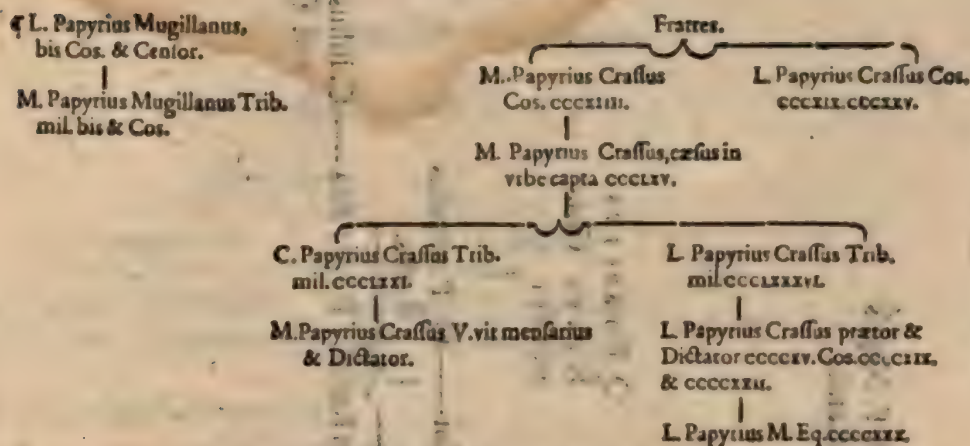 ¶ L. Papyrius Mugillanus,
bis Cos. & Censor.
M. Papyrius Mugillanus Trib.
mil. bis & Cos.
Fratres.
M. Papyrius Craſſus
Cos. cccxiiii.
L. Papyrius Craſſus Cos.
cccxix. cccxxv.
M. Papyrius Craſſus, cæſus in
vrbe capta ccclxv.
C. Papyrius Craſſus Trib.
mil. ccclxxi.
L. Papyrius Craſſus Trib.
mil. ccclxxxvi.
M. Papyrius Craſſus V. vir menſarius
& Dictator.
L. Papyrius Craſſus prætor &
Dictator ccccxv. Cos.
& ccccxxii.
L. Papyrius M. Eq. ccccxxx.